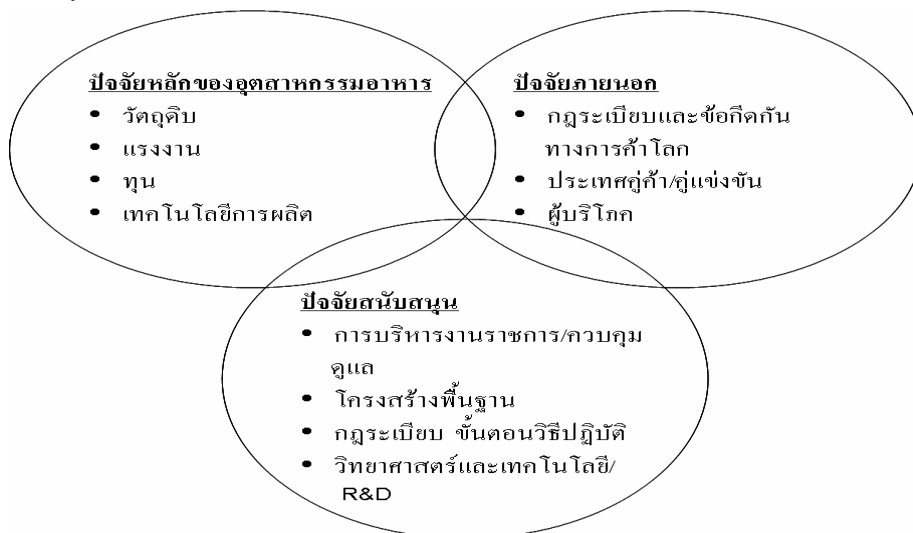 ปัจจัยหลักของอุตสาหกรรมอาหาร
• วัตถุดิบ
• แรงงาน
• ทุน
• เทคโนโลยีการผลิต
ปัจจัยภายนอก
• กฎระเบียบและข้อกีดกัน
ทางการค้าโลก
• ประเทศคู่ค้า/คู่แข่งขัน
• ผู้บริโภค
ปัจจัยสนับสนุน
• การบริหารงานราชการ/ควบคุม
ดูแล
• โครงสร้างพื้นฐาน
• กฎระเบียบ ขั้นตอนวิธีปฏิบัติ
• วิทยาศาสตร์และเทคโนโลยี/
R&D